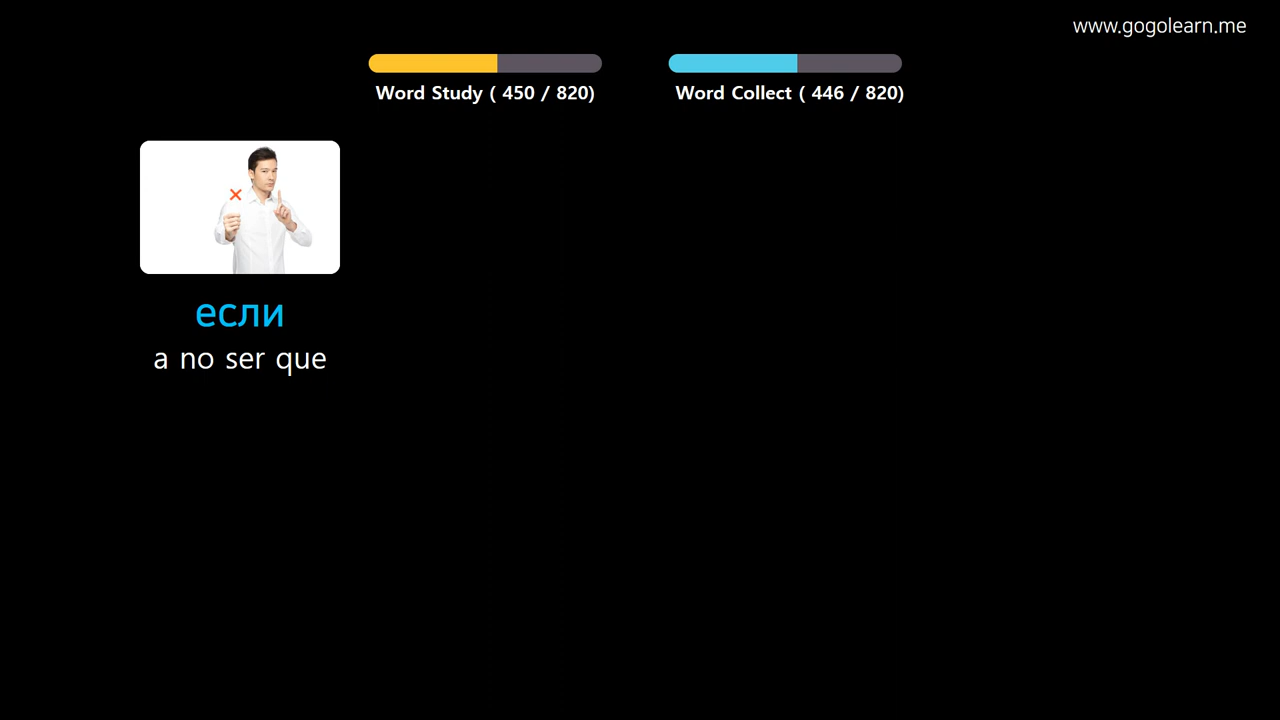 www.gogolearn.me
Word Study ( 450 / 820)
Word Collect ( 446 / 820)
если
a no ser que